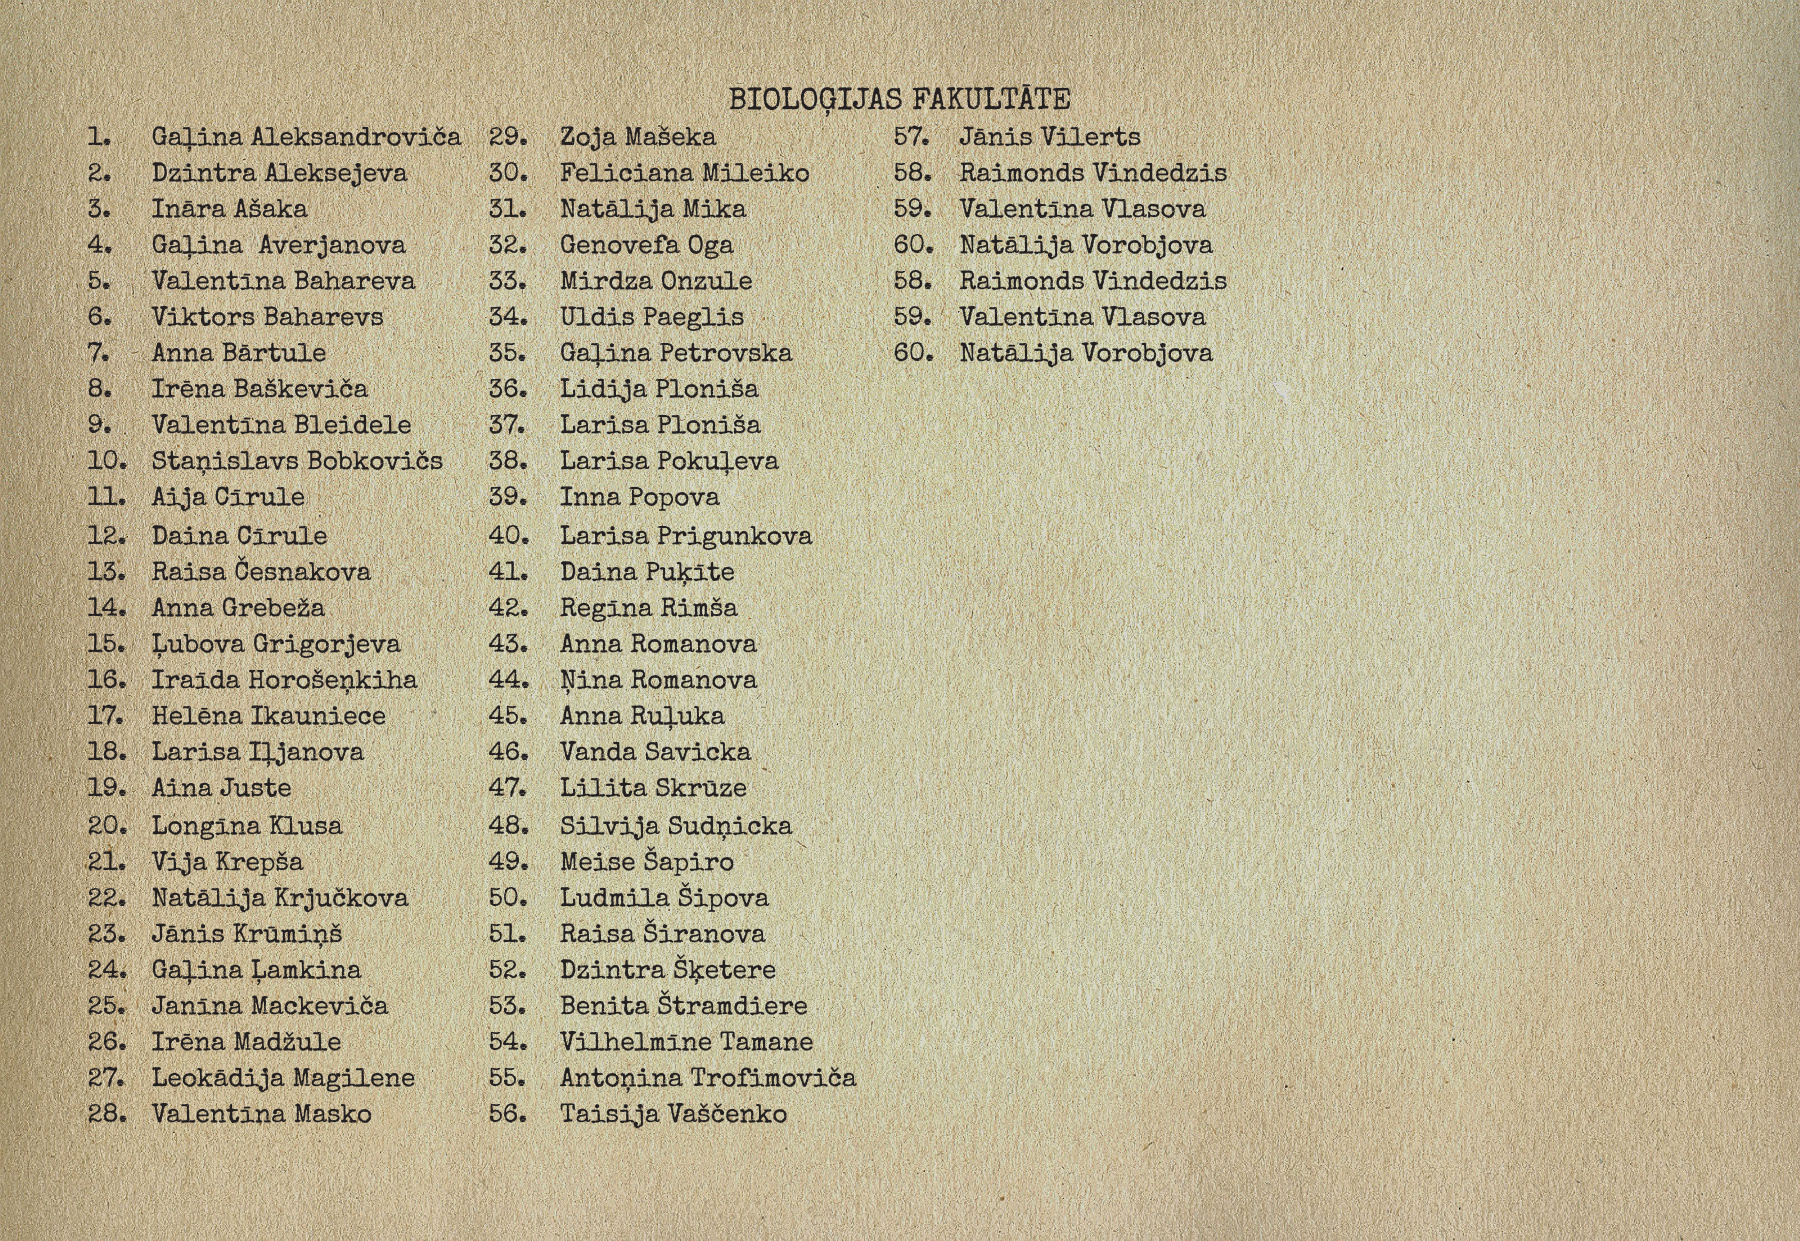 BIOLOĢIJAS FAKULTĀTE
1. Gaļina Aleksandroviča
2. Dzintra Aleksejeva
3. Ināra Ašaka
4. Gaļina Averjanova
5. Valentīna Bahareva
6. Viktors Baharevs
7. Anna Bārtule
8. Irēna Baškeviča
9. Valentīna Bleidele
10. Staņislavs Bobkovičs
11. Aija Cīrule
12. Daina Cīrule
13. Raisa Česnakova
14. Anna Grebeža
15. Ļubova Grigorjeva
16. Iraīda Horošeņkiha
17. Helēna Ikauniece
18. Larisa Iļjanova
19. Aina Juste
20. Longīna Klusa
21. Vija Krepša
22. Natālija Krjučkova
23. Jānis Krūmiņš
24. Gaļina Ļamkina
25. Janīna Mackeviča
26. Irēna Madžule
27. Leokādija Magilene
28. Valentīņa Masko
29. Zoja Mašeka
30. Feliciana Mileiko
31. Natālija Mika
32. Genovefa Oga
33. Mirdza Onzule
34. Uldis Paeglis
35. Gaļina Petrovska
36. Lidija Ploniša
37. Larisa Ploniša
38. Larisa Pokuļeva
39. Inna Popova
40. Larisa Prigunkova
41. Daina Puķīte
42. Regīna Rimša
43. Anna Romanova
44. Ņina Romanova
45. Anna Ruļuka
46. Vanda Savicka
47. Lilita Skrūze
48. Silvija Sudņicka
49. Meise Šapiro
50. Ludmila Šipova
51. Raisa Širanova
52. Dzintra Šķetere
53. Benita Štramdiere
54. Vilhelmīne Tamane
55. Antoņina Trofimoviča
56. Taisija Vaščenko
57. Jānis Vilerts
58. Raimonds Vindedzis
59. Valentīna Vlasova
60. Natālija Vorobjova
58. Raimonds Vindedzis
59. Valentīna Vlasova
60. Natālija Vorobjova